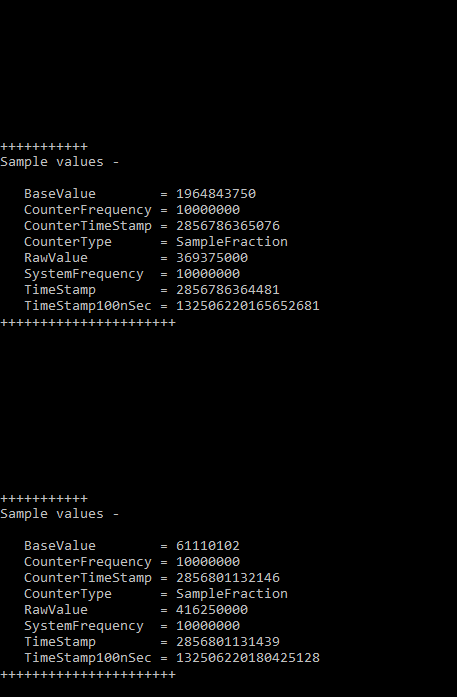 +++++++++++
Sample values -
BaseValue        = 1964843750
CounterFrequency = 10000000
CounterTimeStamp = 2856786365076
CounterType      = SampleFraction
RawValue         = 369375000
SystemFrequency  = 10000000
TimeStamp        = 2856786364481
TimeStamp100nSec = 132506220165652681
++++++++++++++++++++++
+++++++++++
Sample values -
BaseValue        = 61110102
CounterFrequency = 10000000
CounterTimeStamp = 2856801132146
CounterType      = SampleFraction
RawValue         = 416250000
SystemFrequency  = 10000000
TimeStamp        = 2856801131439
TimeStamp100nSec = 132506220180425128
++++++++++++++++++++++